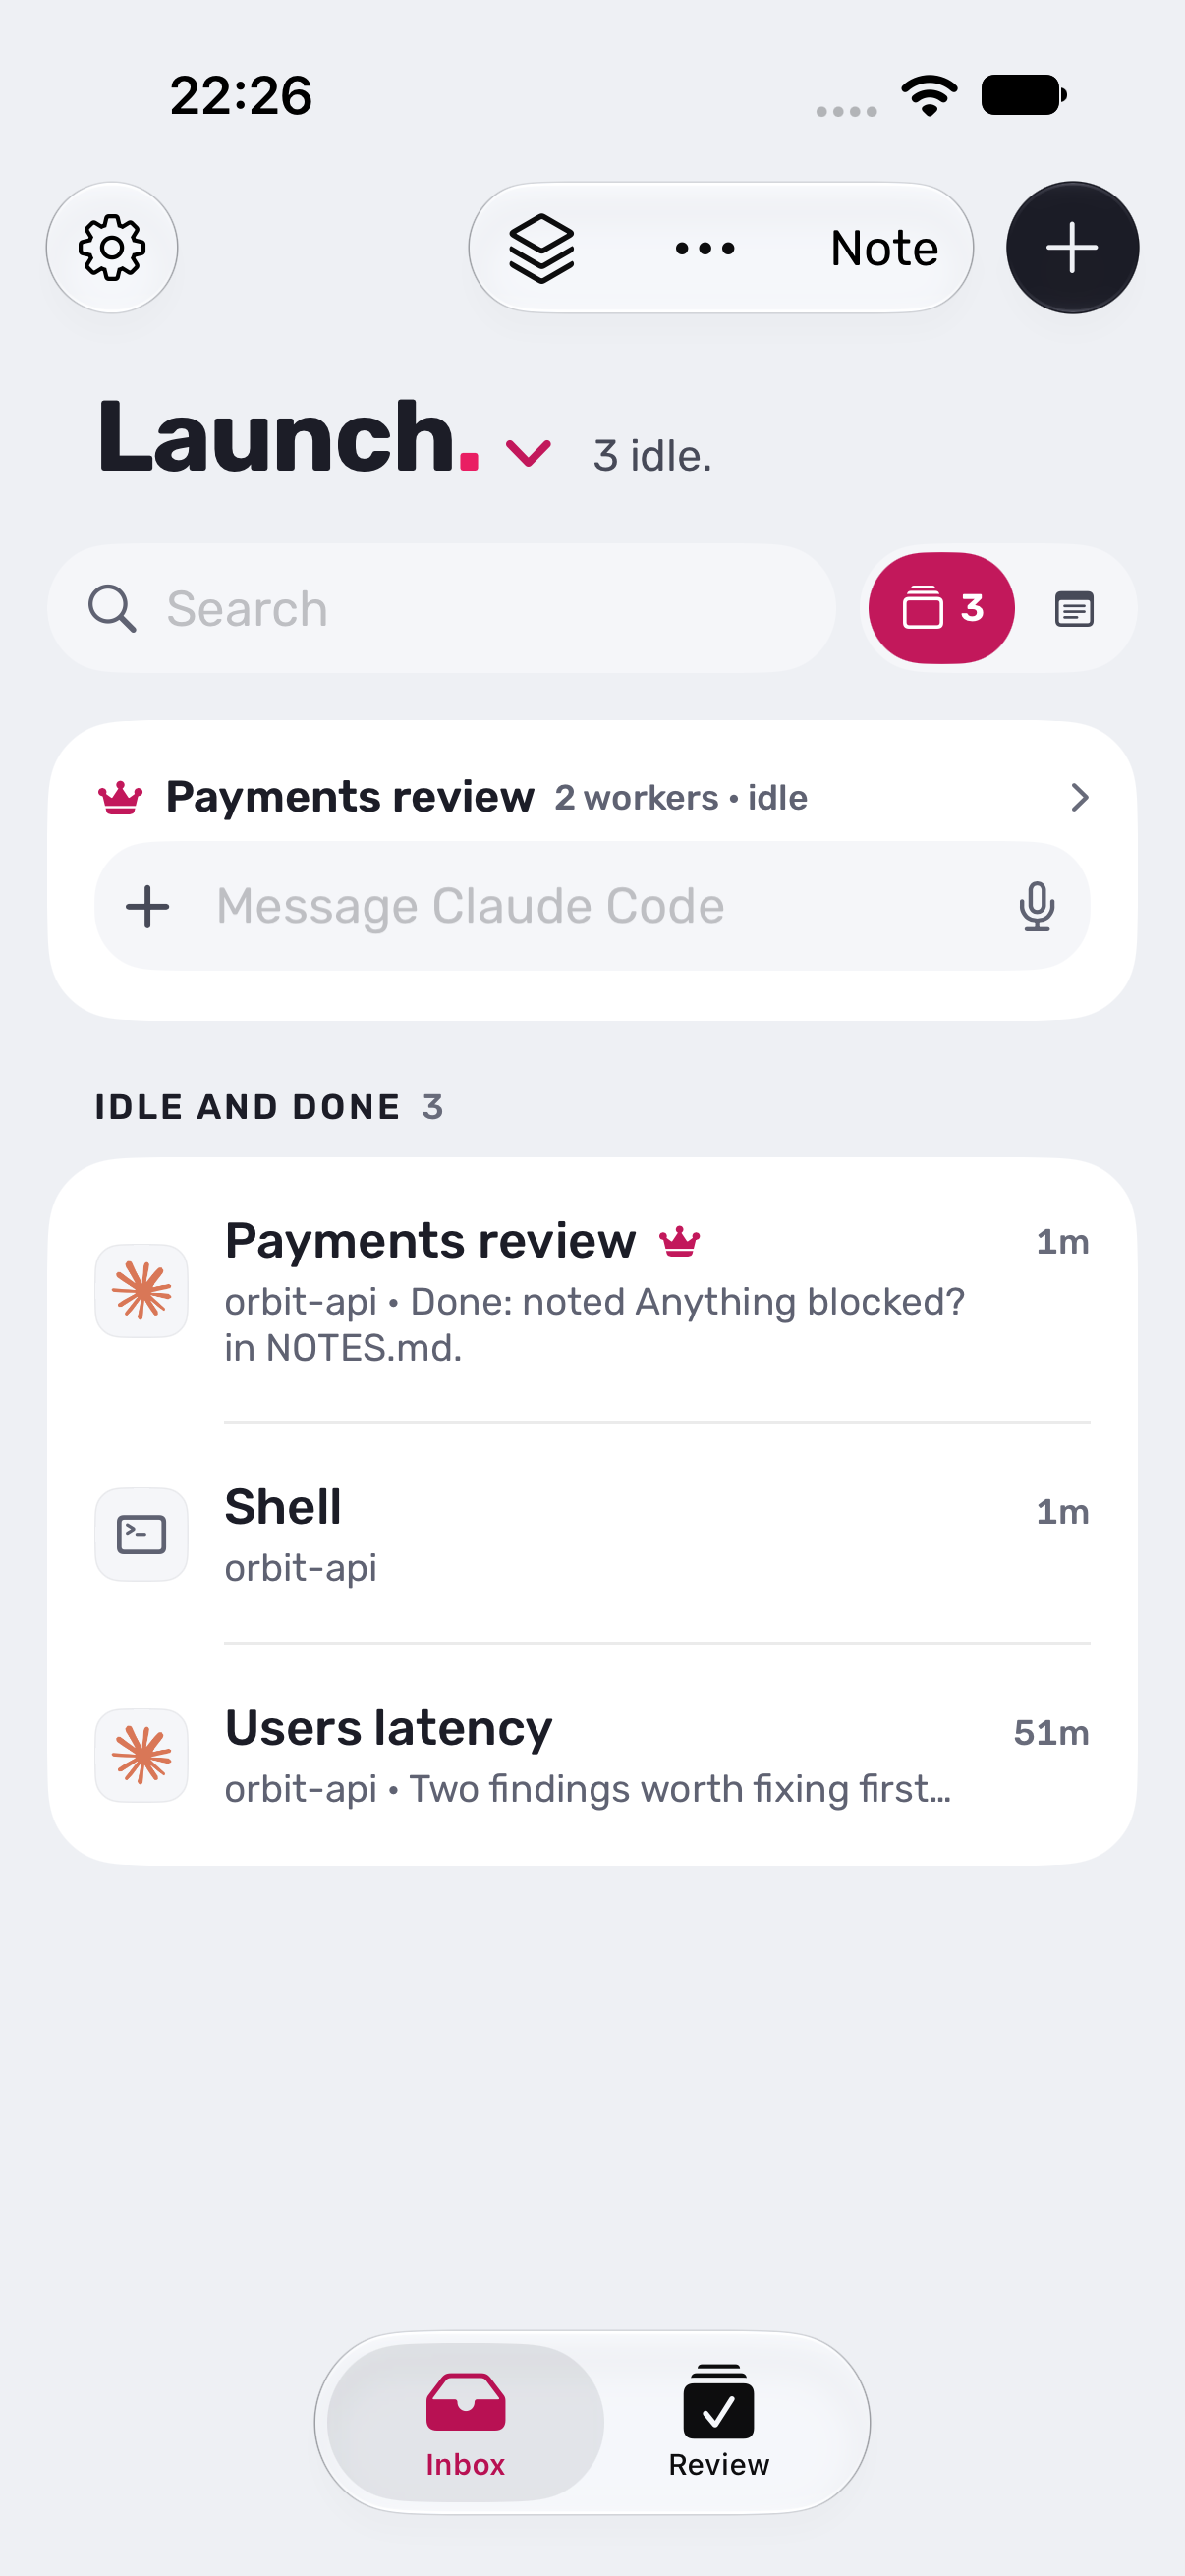 22:26
Note
Launch. 3 idle.
Search 3
Payments review 2 workers • idle
Message Claude Code
IDLE AND DONE 3
Payments review 1m
orbit-api • Done: noted Anything blocked?
in NOTES.md.
Shell 1m
orbit-api
Users latency 51m
orbit-api • Two findings worth fixing first...
Inbox Review